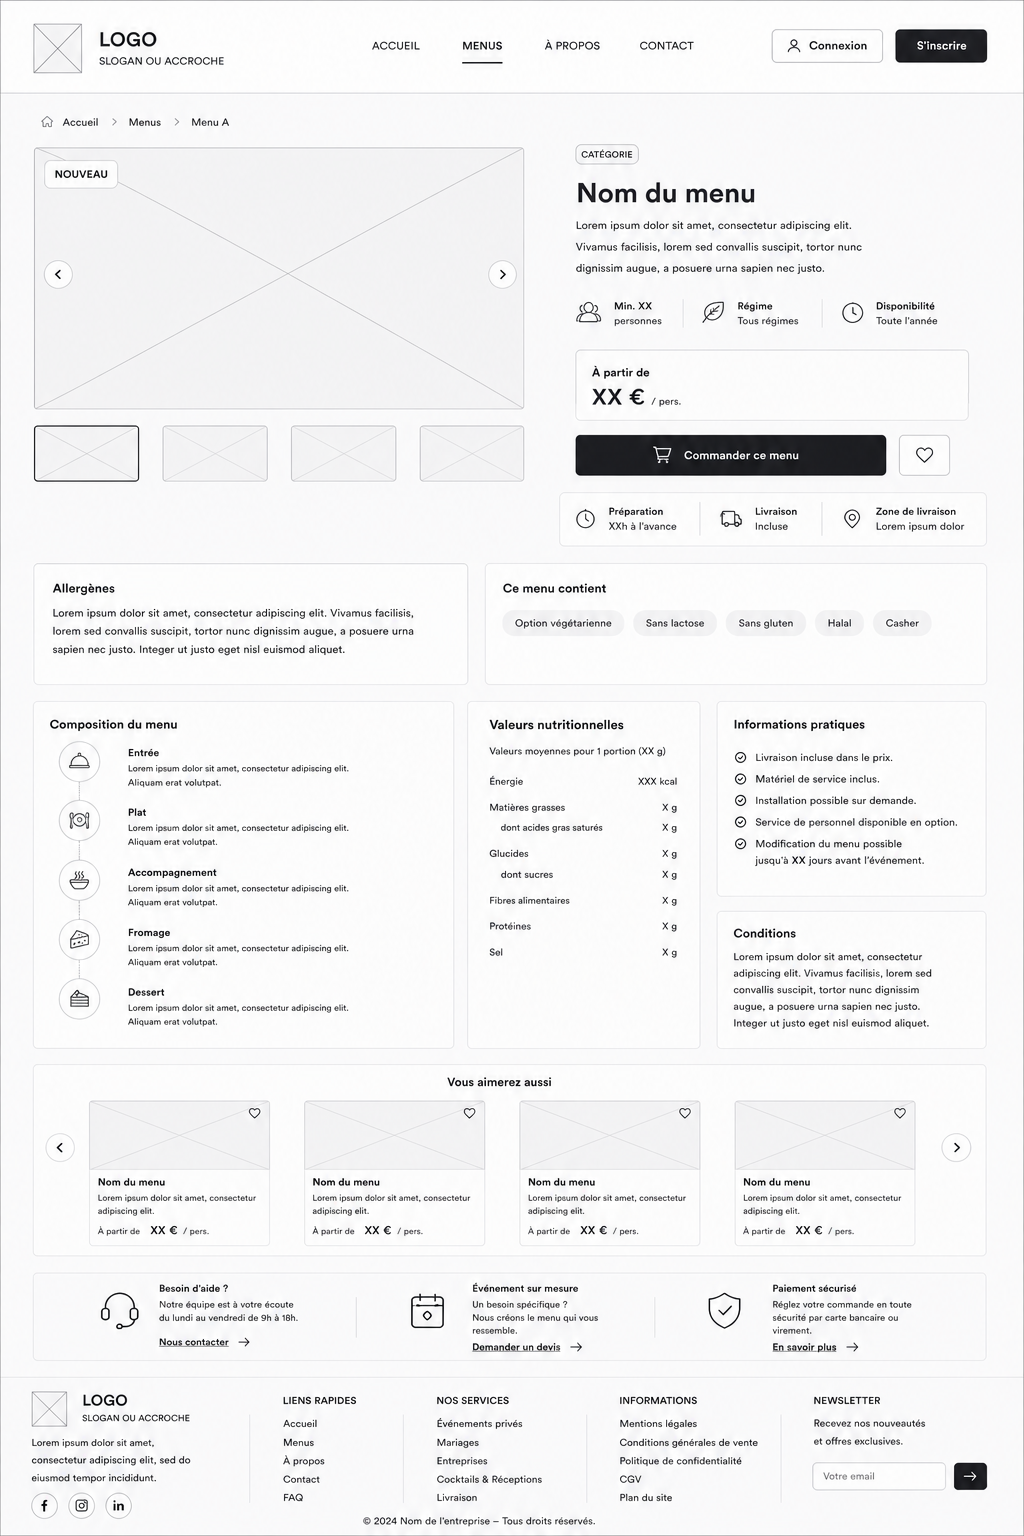 LOGO
SLOGAN OU ACCROCHE
ACCUEIL
MENUS
À PROPOS
CONTACT
Connexion
S'inscrire
Accueil > Menus > Menu A
NOUVEAU
CATÉGORIE
Nom du menu
Lorem ipsum dolor sit amet, consectetur adipiscing elit.
Vivamus facilisis, lorem sed convallis suscipit, tortor nunc
dignissim augue, a posuere urna sapien nec justo.
Min. XX
personnes
Régime
Tous régimes
Disponibilité
Toute l'année
À partir de
XX € / pers.
Commander ce menu
Préparation
XXh à l'avance
Livraison
Incluse
Zone de livraison
Lorem ipsum dolor
Allergènes
Lorem ipsum dolor sit amet, consectetur adipiscing elit. Vivamus facilisis,
lorem sed convallis suscipit, tortor nunc dignissim augue, a posuere urna
sapien nec justo. Integer ut justo eget nisl euismod aliquet.
Ce menu contient
Option végétarienne
Sans lactose
Sans gluten
Halal
Casher
Composition du menu
Entrée
Lorem ipsum dolor sit amet, consectetur adipiscing elit.
Aliquam erat volutpat.
Plat
Lorem ipsum dolor sit amet, consectetur adipiscing elit.
Aliquam erat volutpat.
Accompagnement
Lorem ipsum dolor sit amet, consectetur adipiscing elit.
Aliquam erat volutpat.
Fromage
Lorem ipsum dolor sit amet, consectetur adipiscing elit.
Aliquam erat volutpat.
Dessert
Lorem ipsum dolor sit amet, consectetur adipiscing elit.
Aliquam erat volutpat.
Valeurs nutritionnelles
Valeurs moyennes pour 1 portion (XX g)
Énergie XXX kcal
Matières grasses X g
dont acides gras saturés X g
Glucides X g
dont sucres X g
Fibres alimentaires X g
Protéines X g
Sel X g
Informations pratiques
Livraison incluse dans le prix.
Matériel de service inclus.
Installation possible sur demande.
Service de personnel disponible en option.
Modification du menu possible
jusqu'à XX jours avant l'événement.
Conditions
Lorem ipsum dolor sit amet, consectetur
adipiscing elit. Vivamus facilisis, lorem sed
convallis suscipit, tortor nunc dignissim
augue, a posuere urna sapien nec justo.
Integer ut justo eget nisl euismod aliquet.
Vous aimerez aussi
Nom du menu
Lorem ipsum dolor sit amet, consectetur
adipiscing elit.
À partir de XX € / pers.
Nom du menu
Lorem ipsum dolor sit amet, consectetur
adipiscing elit.
À partir de XX € / pers.
Nom du menu
Lorem ipsum dolor sit amet, consectetur
adipiscing elit.
À partir de XX € / pers.
Nom du menu
Lorem ipsum dolor sit amet, consectetur
adipiscing elit.
À partir de XX € / pers.
Besoin d'aide ?
Notre équipe est à votre écoute
du lundi au vendredi de 9h à 18h.
Nous contacter
Événement sur mesure
Un besoin spécifique ?
Nous créons le menu qui vous
ressemble.
Demander un devis
Paiement sécurisé
Réglez votre commande en toute
sécurité par carte bancaire ou
virement.
En savoir plus
LOGO
SLOGAN OU ACCROCHE
Lorem ipsum dolor sit amet,
consectetur adipiscing elit, sed do
eiusmod tempor incididunt.
f
in
LIENS RAPIDES
Accueil
Menus
À propos
Contact
FAQ
NOS SERVICES
Événements privés
Mariages
Entreprises
Cocktails & Réceptions
Livraison
INFORMATIONS
Mentions légales
Conditions générales de vente
Politique de confidentialité
CGV
Plan du site
NEWSLETTER
Recevez nos nouveautés
et offres exclusives.
Votre email
© 2024 Nom de l'entreprise – Tous droits réservés.